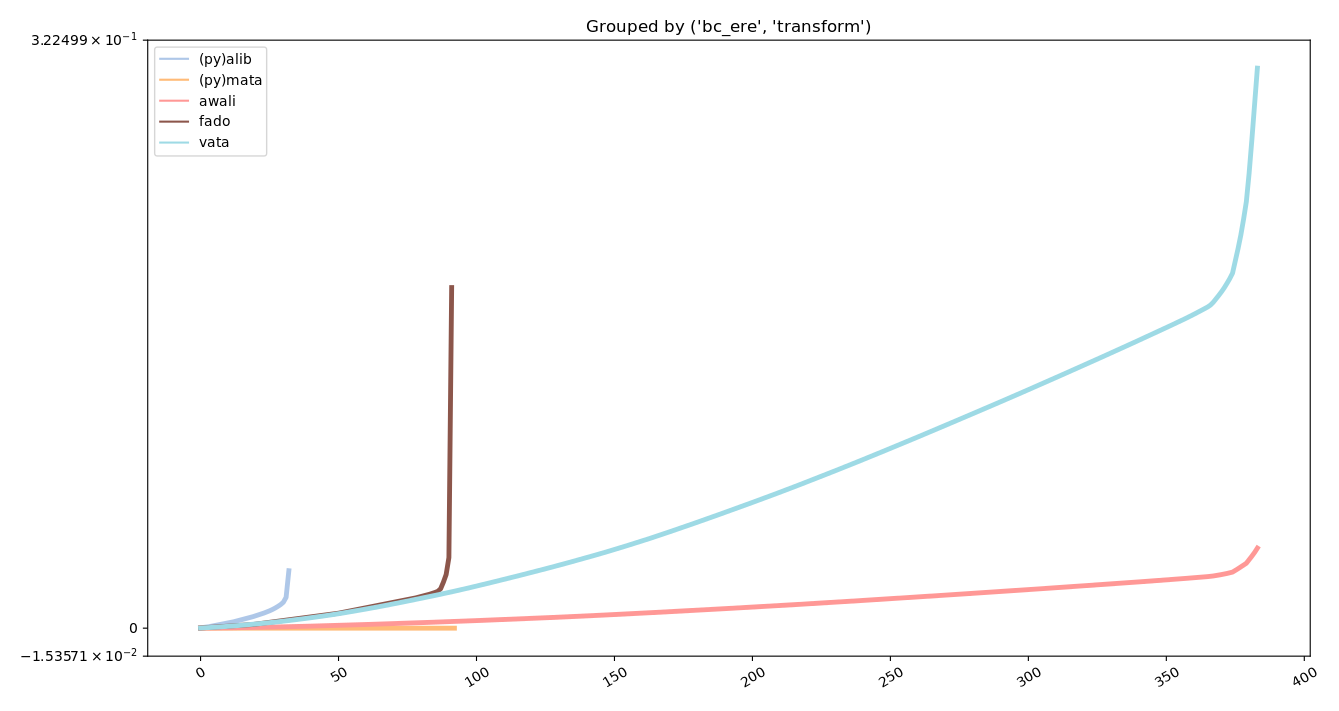 Grouped by ('bc_ere', 'transform')
3.22499 × 10⁻¹
(py)alib
(py)mata
awali
fado
vata
0
−1.53571 × 10⁻²
0 50 100 150 200 250 300 350 400